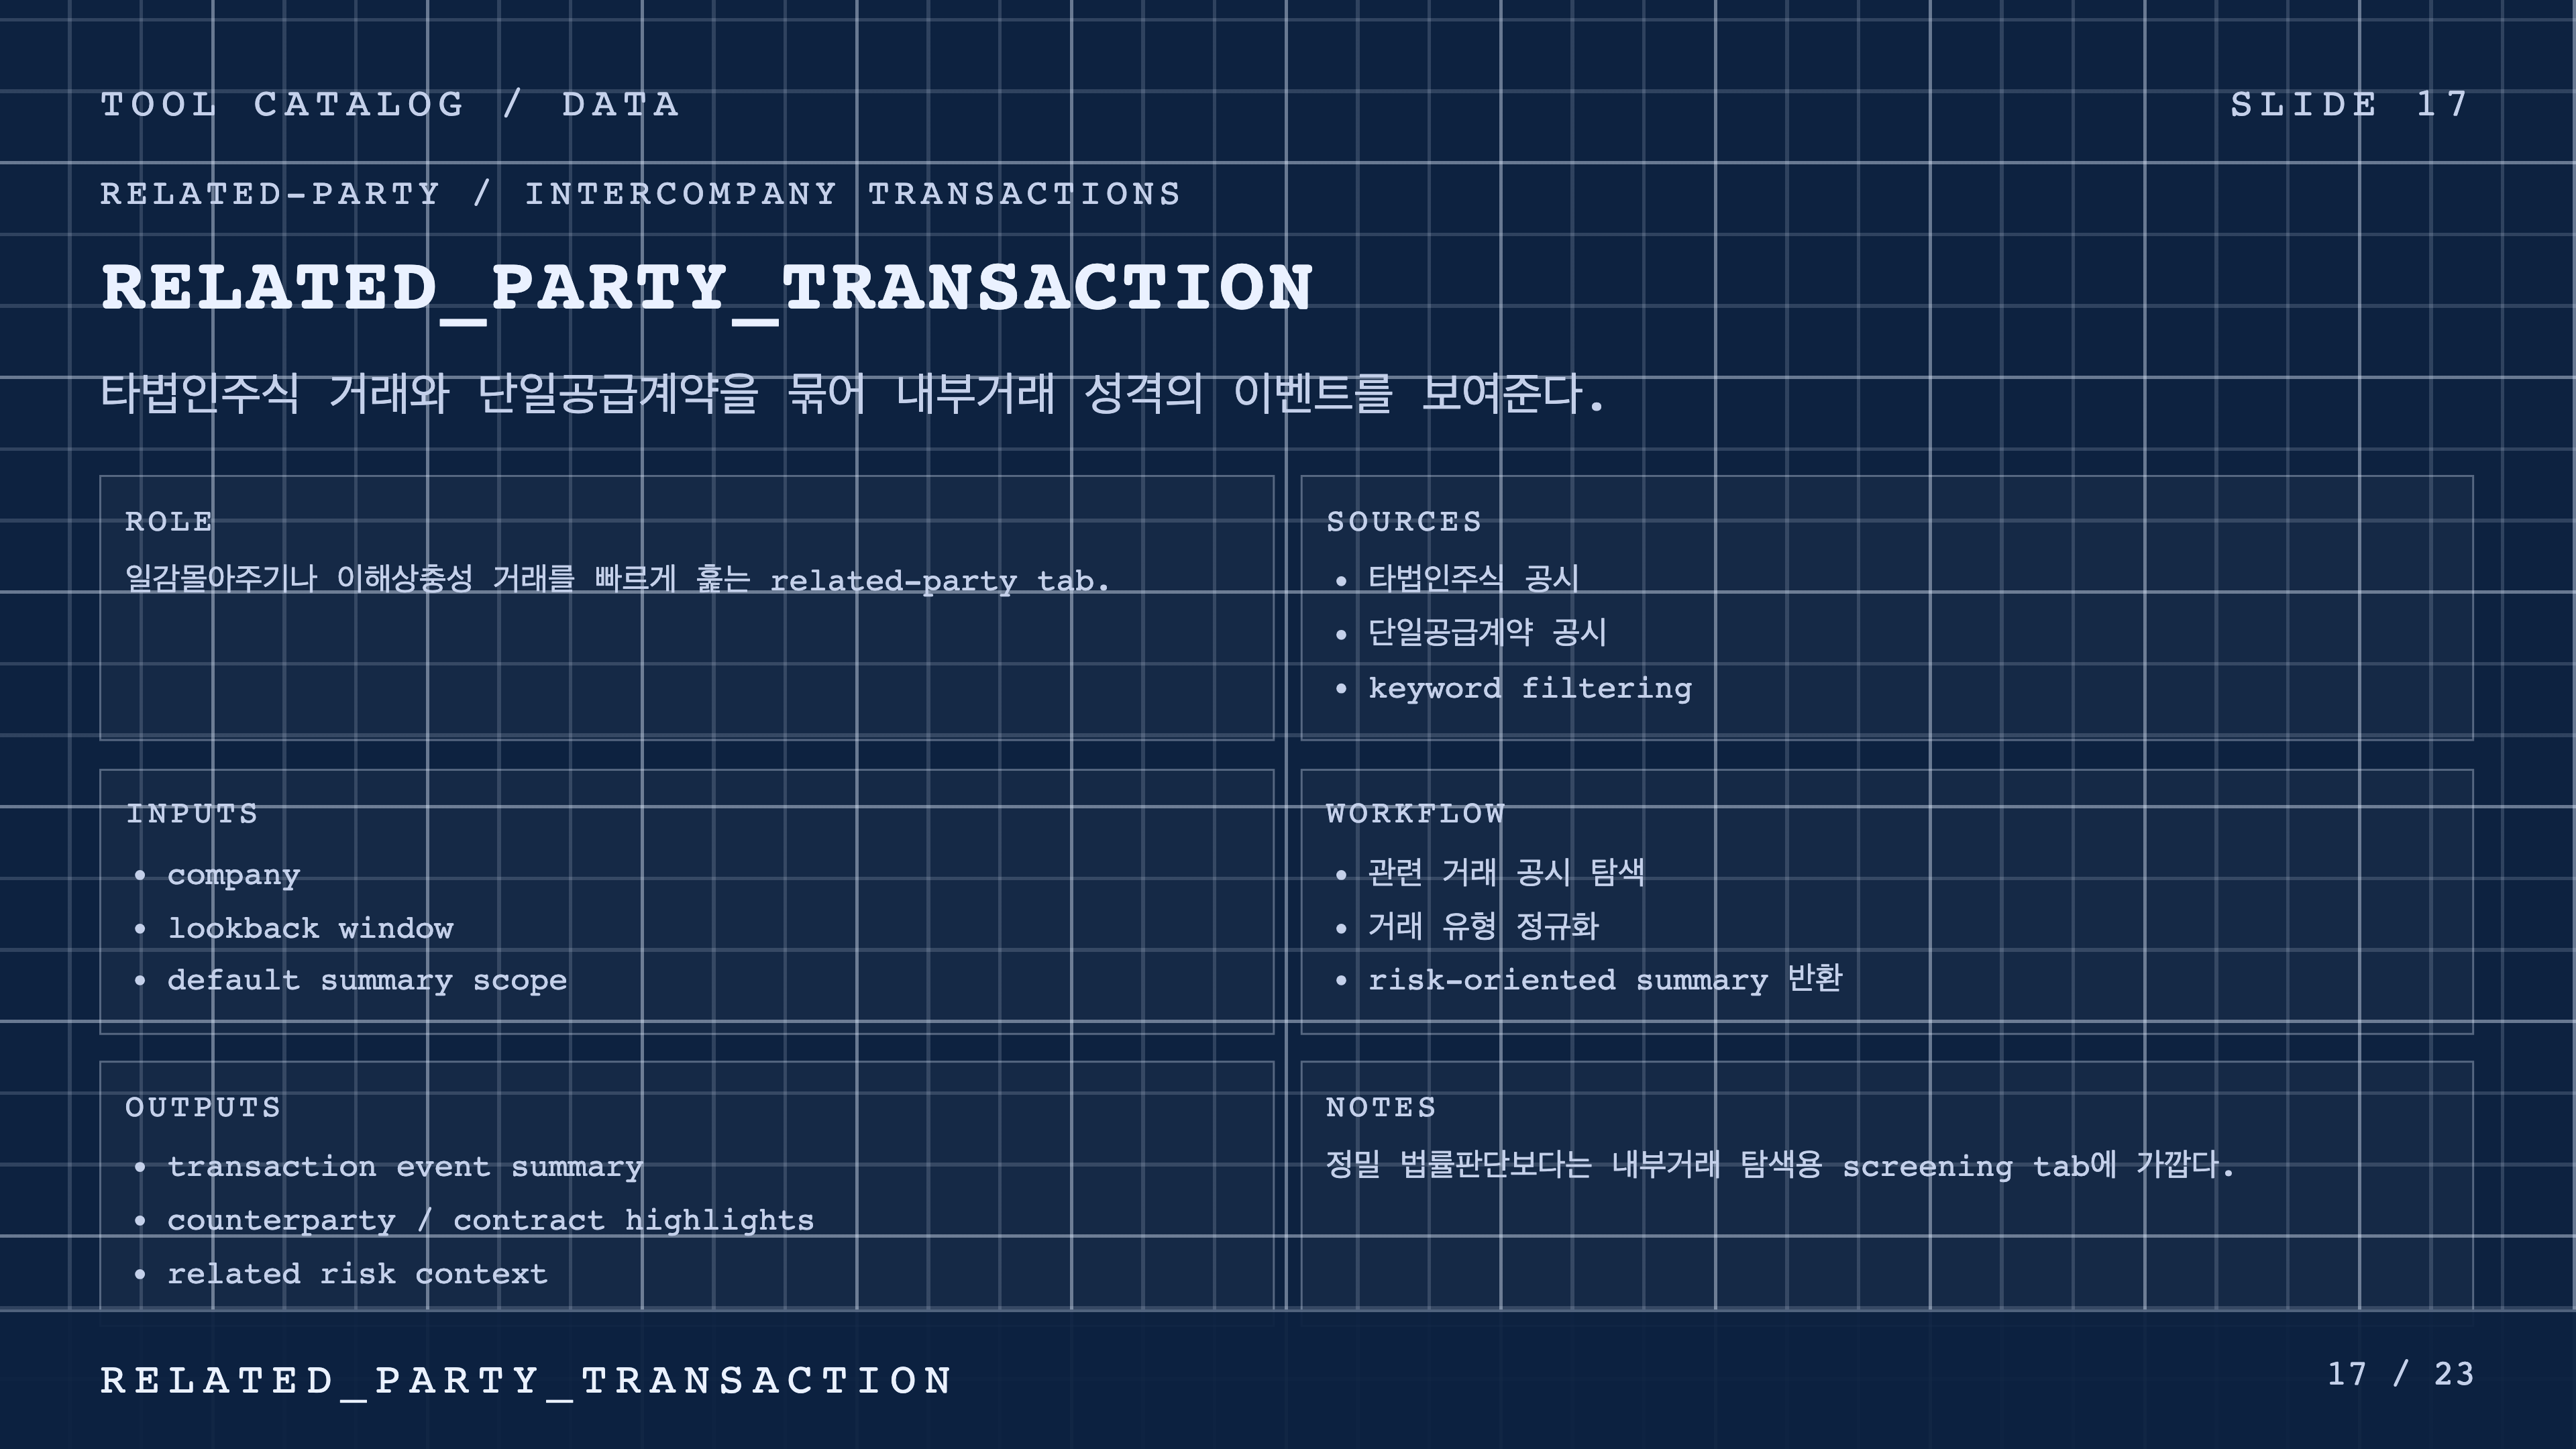 TOOL CATALOG / DATA
SLIDE 17
RELATED-PARTY / INTERCOMPANY TRANSACTIONS
RELATED_PARTY_TRANSACTION
타법인주식 거래와 단일공급계약을 묶어 내부거래 성격의 이벤트를 보여준다.
ROLE
일감몰아주기나 이해상충성 거래를 빠르게 훑는 related-party tab.
SOURCES
• 타법인주식 공시
• 단일공급계약 공시
• keyword filtering
INPUTS
• company
• lookback window
• default summary scope
WORKFLOW
• 관련 거래 공시 탐색
• 거래 유형 정규화
• risk-oriented summary 반환
OUTPUTS
• transaction event summary
• counterparty / contract highlights
• related risk context
NOTES
정밀 법률판단보다는 내부거래 탐색용 screening tab에 가깝다.
RELATED_PARTY_TRANSACTION
17 / 23